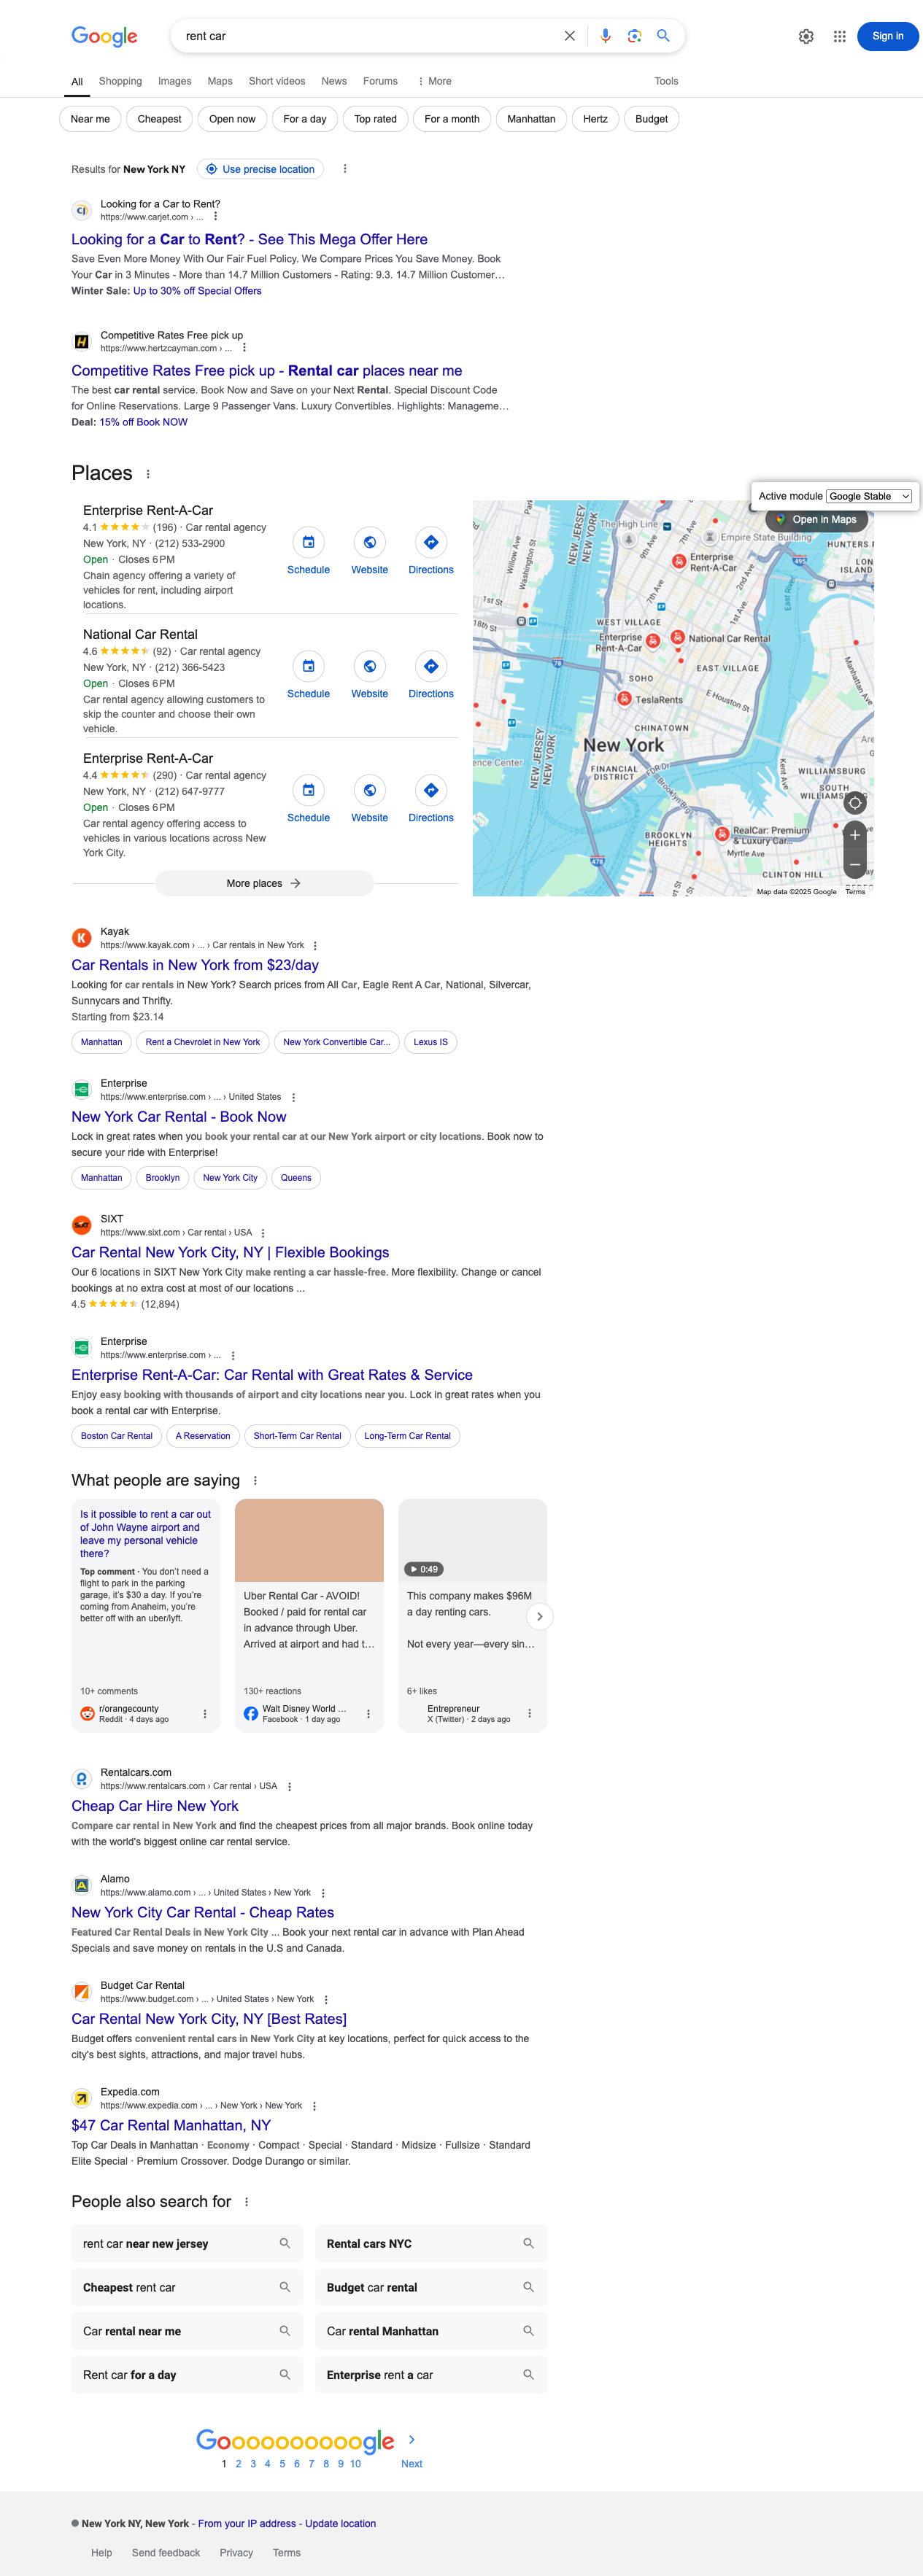 Google
rent car
Sign in
All Shopping Images Maps Short videos News Forums More Tools
Near me Cheapest Open now For a day Top rated For a month Manhattan Hertz Budget
Results for New York NY Use precise location
Looking for a Car to Rent?
https://www.carjet.com › ...
Looking for a Car to Rent? - See This Mega Offer Here
Save Even More Money With Our Fair Fuel Policy. We Compare Prices You Save Money. Book
Your Car in 3 Minutes - More than 14.7 Million Customers - Rating: 9.3. 14.7 Million Customer…
Winter Sale: Up to 30% off Special Offers
Competitive Rates Free pick up
https://www.hertzcayman.com › ...
Competitive Rates Free pick up - Rental car places near me
The best car rental service. Book Now and Save on your Next Rental. Special Discount Code
for Online Reservations. Large 9 Passenger Vans. Luxury Convertibles. Highlights: Manageme…
Deal: 15% off Book NOW
Places
Enterprise Rent-A-Car
4.1 (196) · Car rental agency
New York, NY · (212) 533-2900
Open · Closes 6 PM
Chain agency offering a variety of
vehicles for rent, including airport
locations.
Schedule Website Directions
National Car Rental
4.6 (92) · Car rental agency
New York, NY · (212) 366-5423
Open · Closes 6 PM
Car rental agency allowing customers to
skip the counter and choose their own
vehicle.
Schedule Website Directions
Enterprise Rent-A-Car
4.4 (290) · Car rental agency
New York, NY · (212) 647-9777
Open · Closes 6 PM
Car rental agency offering access to
vehicles in various locations across New
York City.
Schedule Website Directions
More places
Active module Google Stable
Open in Maps
The High Line
Empire State Building
NEW JERSEY
NEW YORK
Willow Ave
Washington St
9th Ave
7th Ave
2nd Ave
1st Ave
HUNTERS
LON
ISLAND
495
East River
Enterprise
Rent-A-Car
1st St
18th St
WEST VILLAGE
Enterprise
Rent-A-Car
National Car Rental
78
EAST VILLAGE
Manhattan Ave
SOHO
E Houston St
TeslaRents
CHINATOWN
New York
ence Center
NEW JERSEY
NEW YORK
FINANCIAL
DISTRICT
FDR Dr
Kent Ave
WILLIAMSBURG
SOUTH
WILLIAMSBURG
Brooklyn Brg
BROOKLYN
HEIGHTS
RealCar: Premium
& Luxury Car...
Myrtle Ave
478
CLINTON HILL
Map data ©2025 Google Terms
Kayak
https://www.kayak.com › ... › Car rentals in New York
Car Rentals in New York from $23/day
Looking for car rentals in New York? Search prices from All Car, Eagle Rent A Car, National, Silvercar,
Sunnycars and Thrifty.
Starting from $23.14
Manhattan Rent a Chevrolet in New York New York Convertible Car... Lexus IS
Enterprise
https://www.enterprise.com › ... › United States
New York Car Rental - Book Now
Lock in great rates when you book your rental car at our New York airport or city locations. Book now to
secure your ride with Enterprise!
Manhattan Brooklyn New York City Queens
SIXT
https://www.sixt.com › Car rental › USA
Car Rental New York City, NY | Flexible Bookings
Our 6 locations in SIXT New York City make renting a car hassle-free. More flexibility. Change or cancel
bookings at no extra cost at most of our locations ...
4.5 (12,894)
Enterprise
https://www.enterprise.com › ...
Enterprise Rent-A-Car: Car Rental with Great Rates & Service
Enjoy easy booking with thousands of airport and city locations near you. Lock in great rates when you
book a rental car with Enterprise.
Boston Car Rental A Reservation Short-Term Car Rental Long-Term Car Rental
What people are saying
Is it possible to rent a car out
of John Wayne airport and
leave my personal vehicle
there?
Top comment · You don't need a
flight to park in the parking
garage, it's $30 a day. If you're
coming from Anaheim, you're
better off with an uber/lyft.
10+ comments
r/orangecounty
Reddit · 4 days ago
Uber Rental Car - AVOID!
Booked / paid for rental car
in advance through Uber.
Arrived at airport and had t…
130+ reactions
Walt Disney World …
Facebook · 1 day ago
0:49
This company makes $96M
a day renting cars.
Not every year—every sin…
6+ likes
Entrepreneur
X (Twitter) · 2 days ago
Rentalcars.com
https://www.rentalcars.com › Car rental › USA
Cheap Car Hire New York
Compare car rental in New York and find the cheapest prices from all major brands. Book online today
with the world's biggest online car rental service.
Alamo
https://www.alamo.com › ... › United States › New York
New York City Car Rental - Cheap Rates
Featured Car Rental Deals in New York City ... Book your next rental car in advance with Plan Ahead
Specials and save money on rentals in the U.S and Canada.
Budget Car Rental
https://www.budget.com › ... › United States › New York
Car Rental New York City, NY [Best Rates]
Budget offers convenient rental cars in New York City at key locations, perfect for quick access to the
city's best sights, attractions, and major travel hubs.
Expedia.com
https://www.expedia.com › ... › New York › New York
$47 Car Rental Manhattan, NY
Top Car Deals in Manhattan · Economy · Compact · Special · Standard · Midsize · Fullsize · Standard
Elite Special · Premium Crossover. Dodge Durango or similar.
People also search for
rent car near new jersey
Rental cars NYC
Cheapest rent car
Budget car rental
Car rental near me
Car rental Manhattan
Rent car for a day
Enterprise rent a car
Goooooooooogle
1 2 3 4 5 6 7 8 9 10 Next
New York NY, New York - From your IP address - Update location
Help Send feedback Privacy Terms